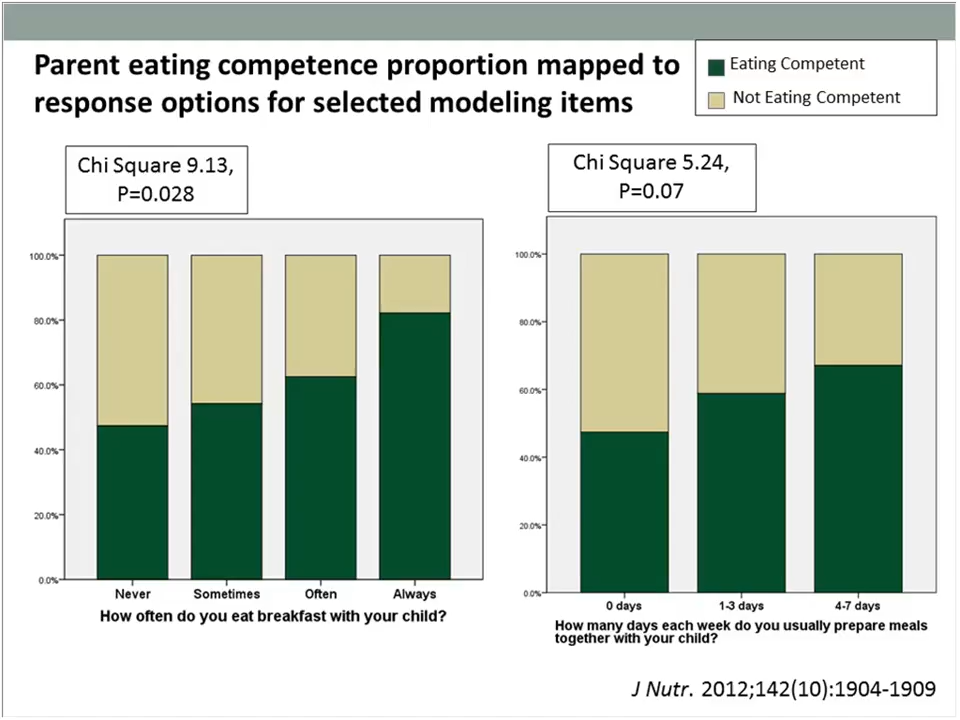 Parent eating competence proportion mapped to
response options for selected modeling items
Eating Competent
Not Eating Competent
Chi Square 9.13,
P=0.028
100.0%
80.0%
60.0%
40.0%
20.0%
0.0%
Never Sometimes Often Always
How often do you eat breakfast with your child?
Chi Square 5.24,
P=0.07
100.0%
80.0%
60.0%
40.0%
20.0%
0.0%
0 days 1-3 days 4-7 days
How many days each week do you usually prepare meals
together with your child?
J Nutr. 2012;142(10):1904-1909